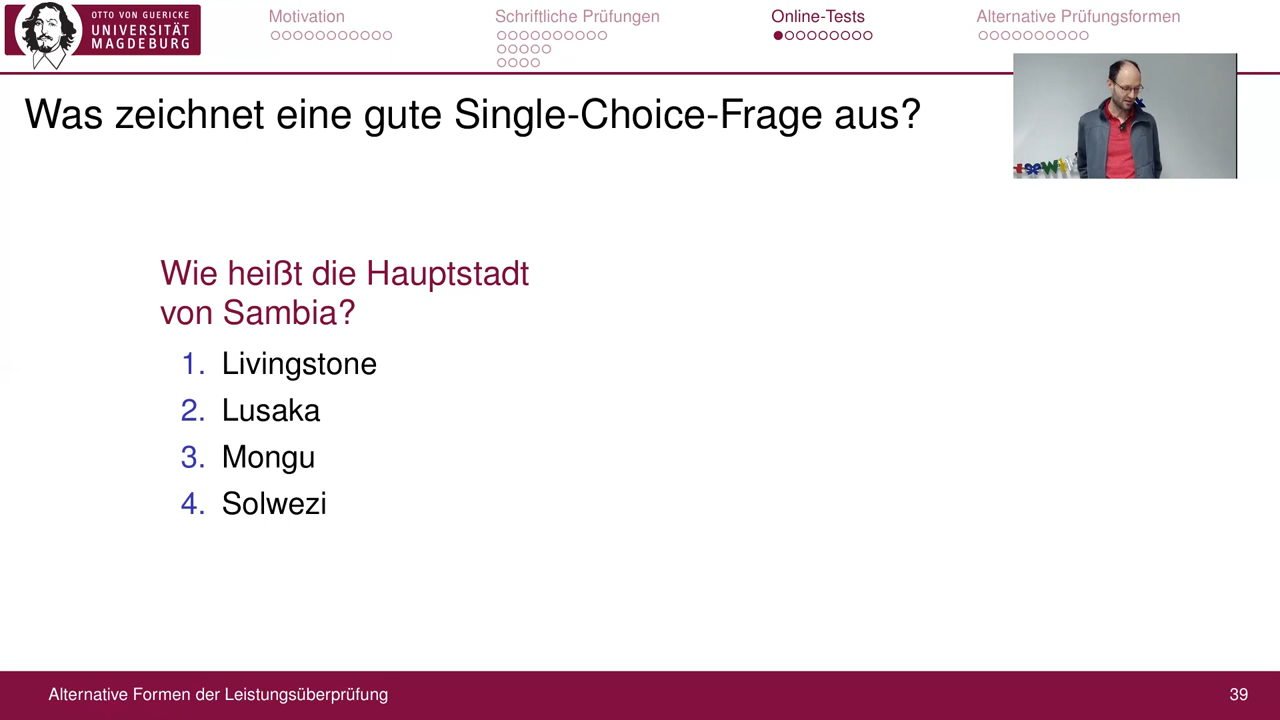 OTTO VON GUERICKE
UNIVERSITÄT
MAGDEBURG
Motivation
Schriftliche Prüfungen
Online-Tests
Alternative Prüfungsformen
Was zeichnet eine gute Single-Choice-Frage aus?
Wie heißt die Hauptstadt
von Sambia?
1. Livingstone
2. Lusaka
3. Mongu
4. Solwezi
Alternative Formen der Leistungsüberprüfung
39